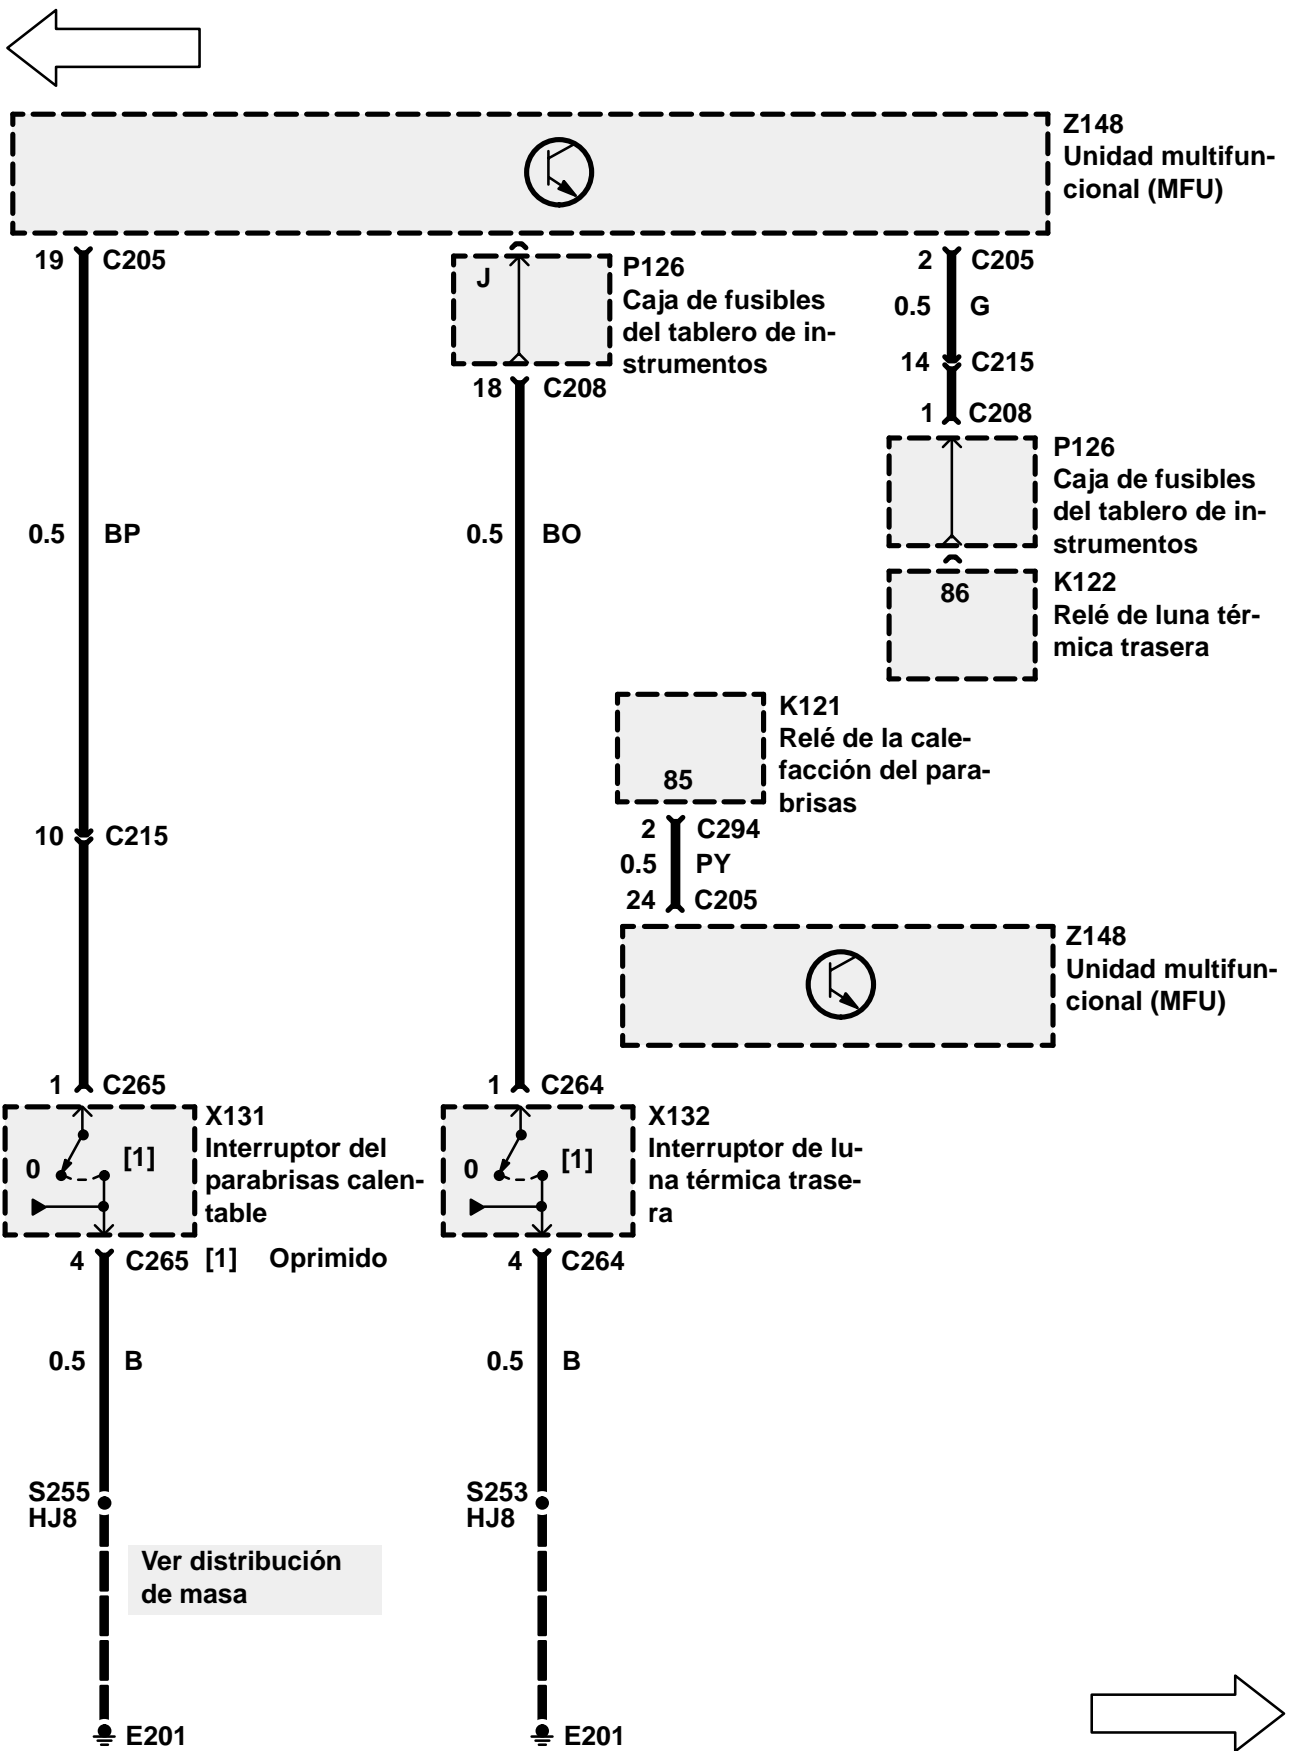 Z148
Unidad multifun-
cional (MFU)
19 C205
J
P126
Caja de fusibles
del tablero de in-
strumentos
18 C208
2 C205
0.5 G
14 C215
1 C208
P126
Caja de fusibles
del tablero de in-
strumentos
86
K122
Relé de luna tér-
mica trasera
0.5 BP
0.5 BO
K121
Relé de la cale-
facción del para-
brisas
85
2 C294
0.5 PY
24 C205
Z148
Unidad multifun-
cional (MFU)
10 C215
1 C265
X131
Interruptor del
parabrisas calen-
table
0 [1]
4 C265 [1] Oprimido
1 C264
X132
Interruptor de lu-
na térmica trase-
ra
0 [1]
4 C264
0.5 B
0.5 B
S255
HJ8
S253
HJ8
Ver distribución
de masa
E201
E201